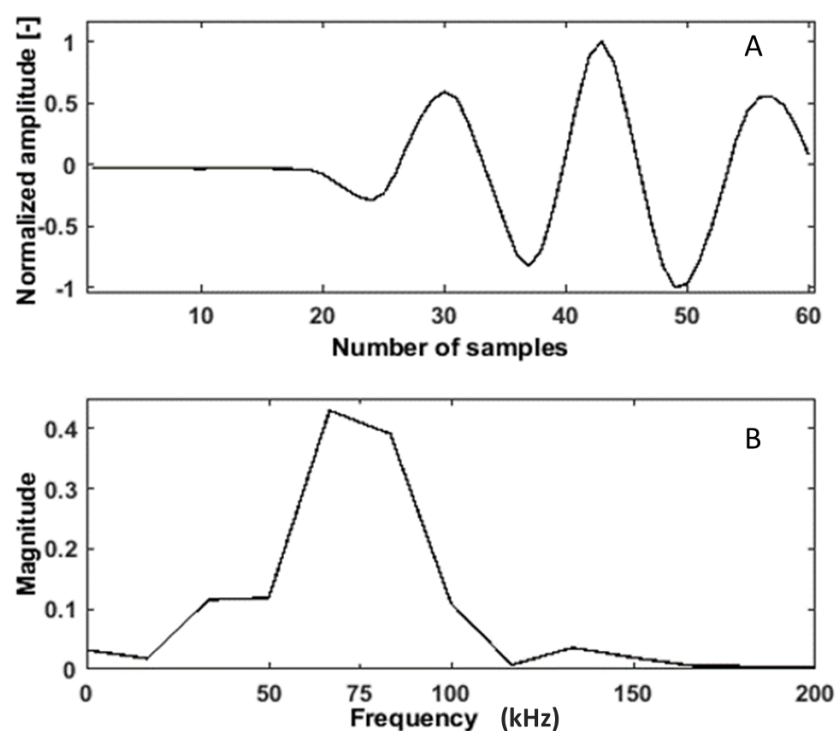 A
Normalized amplitude [-]
1
0.5
0
-0.5
-1
10 20 30 40 50 60
Number of samples
B
Magnitude
0.4
0.3
0.2
0.1
0
0 50 75 100 150 200
Frequency (kHz)